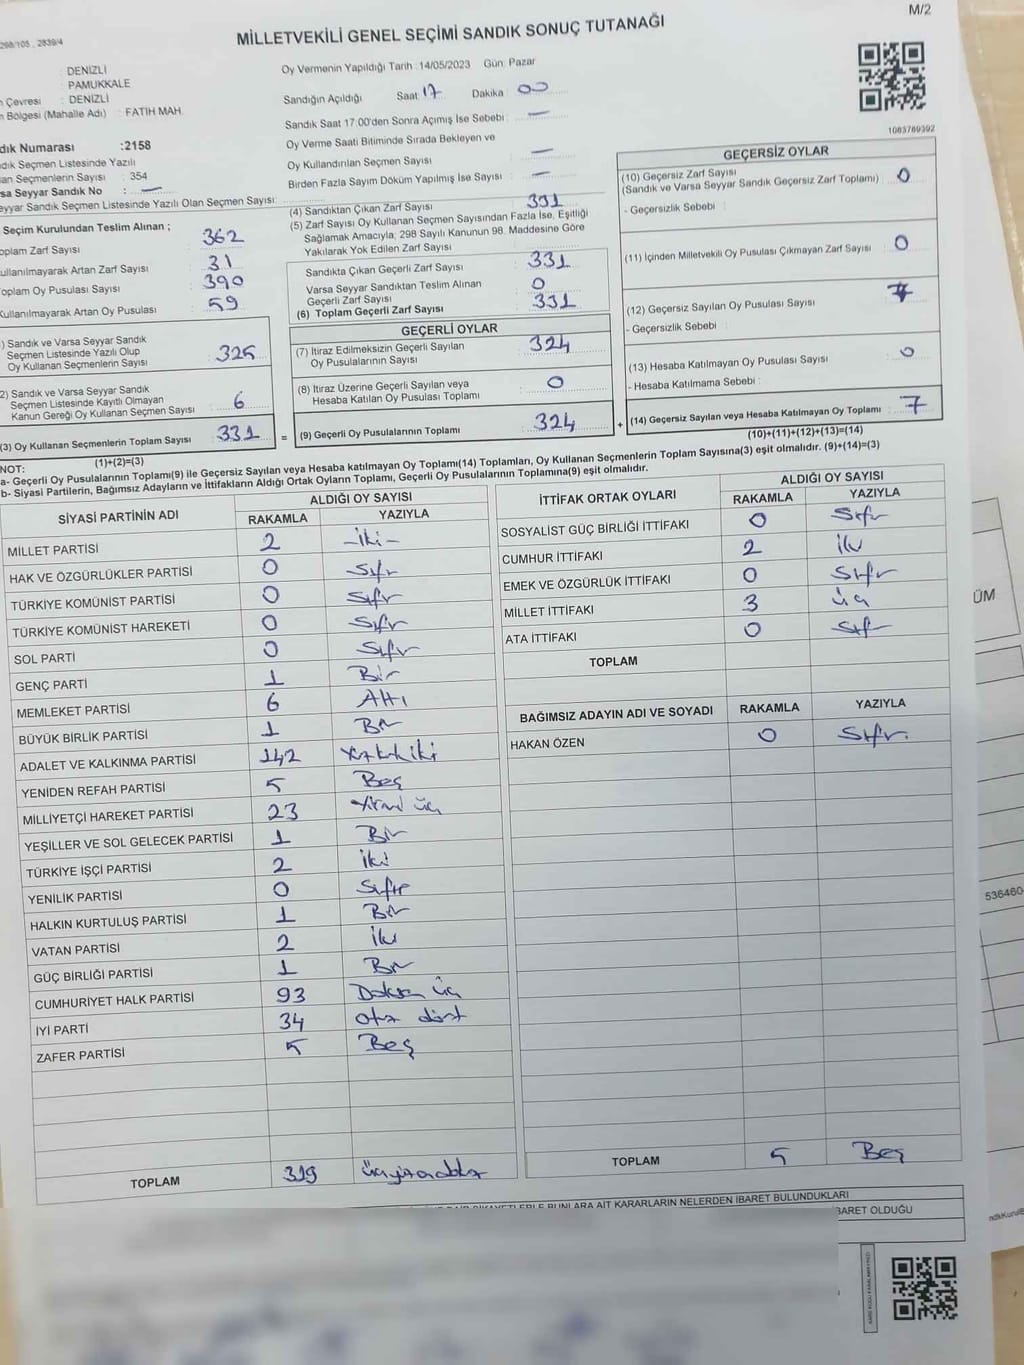 M/2
298/105 , 2839/4
MİLLETVEKİLİ GENEL SEÇİMİ SANDIK SONUÇ TUTANAĞI
: DENİZLİ
: PAMUKKALE
n Çevresi : DENİZLİ
n Bölgesi (Mahalle Adı) : FATİH MAH.
dık Numarası :2158
dık Seçmen Listesinde Yazılı
lan Seçmenlerin Sayısı : 354
rsa Seyyar Sandık No : —
eyyar Sandık Seçmen Listesinde Yazılı Olan Seçmen Sayısı:
Oy Vermenin Yapıldığı Tarih :14/05/2023 Gün: Pazar
Sandığın Açıldığı Saat 17 Dakika 00
Sandık Saat 17:00'den Sonra Açımış İse Sebebi : —
Oy Verme Saati Bitiminde Sırada Bekleyen ve
Oy Kullandırılan Seçmen Sayısı : —
Birden Fazla Sayım Döküm Yapılmış İse Sayısı : —
1063769392
Seçim Kurulundan Teslim Alınan ;
oplam Zarf Sayısı : 362
ullanılmayarak Artan Zarf Sayısı : 31
oplam Oy Pusulası Sayısı : 390
Kullanılmayarak Artan Oy Pusulası : 59
) Sandık ve Varsa Seyyar Sandık
Seçmen Listesinde Yazılı Olup
Oy Kullanan Seçmenlerin Sayısı : 325
2) Sandık ve Varsa Seyyar Sandık
Seçmen Listesinde Kayıtlı Olmayan
Kanun Gereği Oy Kullanan Seçmen Sayısı : 6
(3) Oy Kullanan Seçmenlerin Toplam Sayısı : 331
(1)+(2)=(3)
(4) Sandıktan Çıkan Zarf Sayısı : 331
(5) Zarf Sayısı Oy Kullanan Seçmen Sayısından Fazla İse, Eşitliği
Sağlamak Amacıyla; 298 Sayılı Kanunun 98. Maddesine Göre
Yakılarak Yok Edilen Zarf Sayısı :
Sandıkta Çıkan Geçerli Zarf Sayısı : 331
Varsa Seyyar Sandıktan Teslim Alınan
Geçerli Zarf Sayısı : 0
(6) Toplam Geçerli Zarf Sayısı : 331
GEÇERLİ OYLAR
(7) İtiraz Edilmeksizin Geçerli Sayılan
Oy Pusulalarının Sayısı : 324
(8) İtiraz Üzerine Geçerli Sayılan veya
Hesaba Katılan Oy Pusulası Toplamı : 0
= (9) Geçerli Oy Pusulalarının Toplamı : 324 +
GEÇERSİZ OYLAR
(10) Geçersiz Zarf Sayısı
(Sandık ve Varsa Seyyar Sandık Geçersiz Zarf Toplamı) : 0
- Geçersizlik Sebebi :
(11) İçinden Milletvekili Oy Pusulası Çıkmayan Zarf Sayısı : 0
(12) Geçersiz Sayılan Oy Pusulası Sayısı : 7
- Geçersizlik Sebebi :
(13) Hesaba Katılmayan Oy Pusulası Sayısı : 0
- Hesaba Katılmama Sebebi :
(14) Geçersiz Sayılan veya Hesaba Katılmayan Oy Toplamı : 7
(10)+(11)+(12)+(13)=(14)
NOT:
a- Geçerli Oy Pusulalarının Toplamı(9) ile Geçersiz Sayılan veya Hesaba katılmayan Oy Toplamı(14) Toplamları, Oy Kullanan Seçmenlerin Toplam Sayısına(3) eşit olmalıdır. (9)+(14)=(3)
b- Siyasi Partilerin, Bağımsız Adayların ve İttifakların Aldığı Ortak Oyların Toplamı, Geçerli Oy Pusulalarının Toplamına(9) eşit olmalıdır.
SİYASİ PARTİNİN ADI ALDIĞI OY SAYISI
RAKAMLA YAZIYLA
MİLLET PARTİSİ 2 -İki-
HAK VE ÖZGÜRLÜKLER PARTİSİ 0 Sıfır
TÜRKİYE KOMÜNİST PARTİSİ 0 Sıfır
TÜRKİYE KOMÜNİST HAREKETİ 0 Sıfır
SOL PARTİ 0 Sıfır
GENÇ PARTİ 1 Bir
MEMLEKET PARTİSİ 6 Altı
BÜYÜK BİRLİK PARTİSİ 1 Bir
ADALET VE KALKINMA PARTİSİ 142
YENİDEN REFAH PARTİSİ 5 Beş
MİLLİYETÇİ HAREKET PARTİSİ 23 Yirmi üç
YEŞİLLER VE SOL GELECEK PARTİSİ 1 Bir
TÜRKİYE İŞÇİ PARTİSİ 2 İki
YENİLİK PARTİSİ 0 Sıfır
HALKIN KURTULUŞ PARTİSİ 1 Bir
VATAN PARTİSİ 2 İki
GÜÇ BİRLİĞİ PARTİSİ 1 Bir
CUMHURİYET HALK PARTİSİ 93 Doksan üç
İYİ PARTİ 34 Otuz dört
ZAFER PARTİSİ 5 Beş
TOPLAM 319
İTTİFAK ORTAK OYLARI ALDIĞI OY SAYISI
RAKAMLA YAZIYLA
SOSYALİST GÜÇ BİRLİĞİ İTTİFAKI 0 Sıfır
CUMHUR İTTİFAKI 2 iki
EMEK VE ÖZGÜRLÜK İTTİFAKI 0 Sıfır
MİLLET İTTİFAKI 3 üç
ATA İTTİFAKI 0 Sıfır
TOPLAM
BAĞIMSIZ ADAYIN ADI VE SOYADI RAKAMLA YAZIYLA
HAKAN ÖZEN 0 Sıfır.
TOPLAM 5 Beş
BUNLARA AİT KARARLARIN NELERDEN İBARET BULUNDUKLARI
BARET OLDUĞU
ÜM
536460